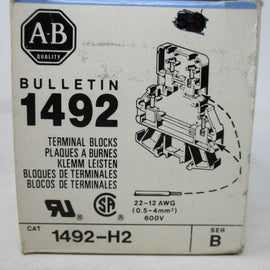 A-B
QUALITY
BULLETIN
1492
TERMINAL BLOCKS
PLAQUES A BURNES
KLEMM LEISTEN
BLOQUES DE TERMINALES
BLOCOS DE TERMINALES
22-12 AWG
(0.5-4mm²)
600V
CAT 1492-H2 SER B